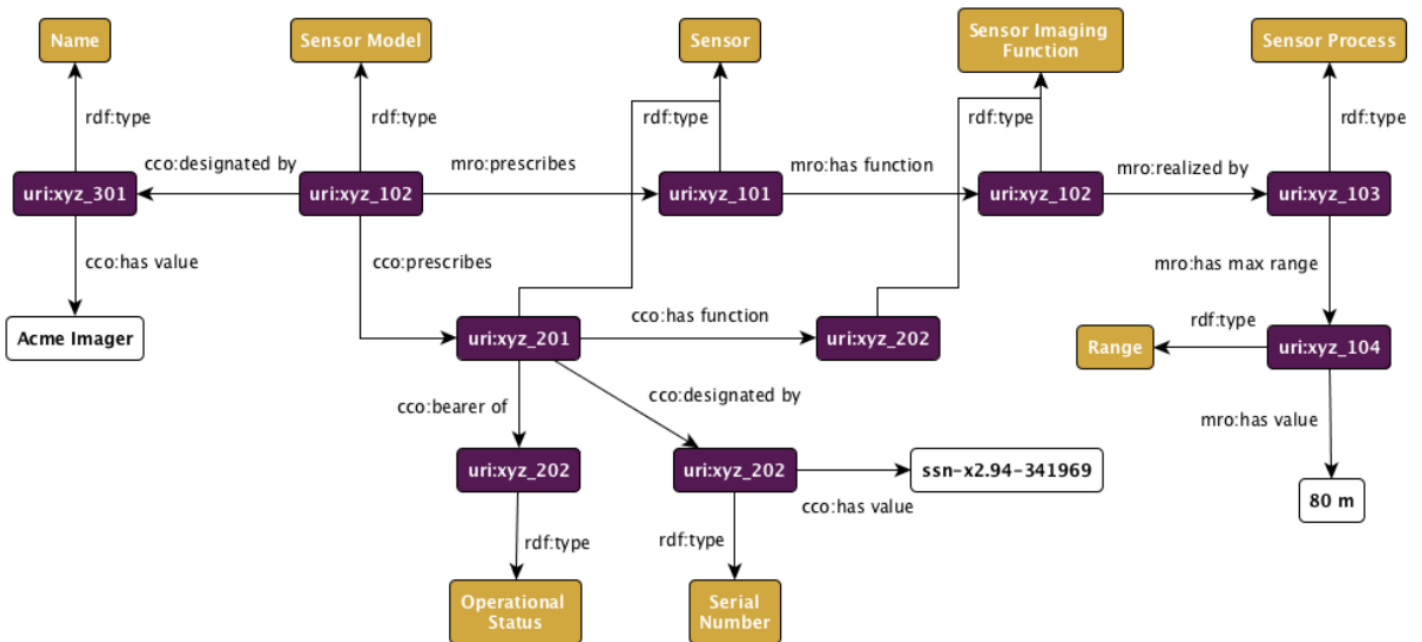 Name
Sensor Model
Sensor
Sensor Imaging
Function
Sensor Process
rdf:type
rdf:type
rdf:type
rdf:type
rdf:type
cco:designated by
mro:prescribes
mro:has function
mro:realized by
uri:xyz_301
uri:xyz_102
uri:xyz_101
uri:xyz_102
uri:xyz_103
cco:has value
cco:prescribes
mro:has max range
Acme Imager
uri:xyz_201
cco:has function
uri:xyz_202
rdf:type
Range
uri:xyz_104
cco:bearer of
cco:designated by
mro:has value
uri:xyz_202
uri:xyz_202
ssn-x2.94-341969
cco:has value
80 m
rdf:type
rdf:type
Operational
Status
Serial
Number